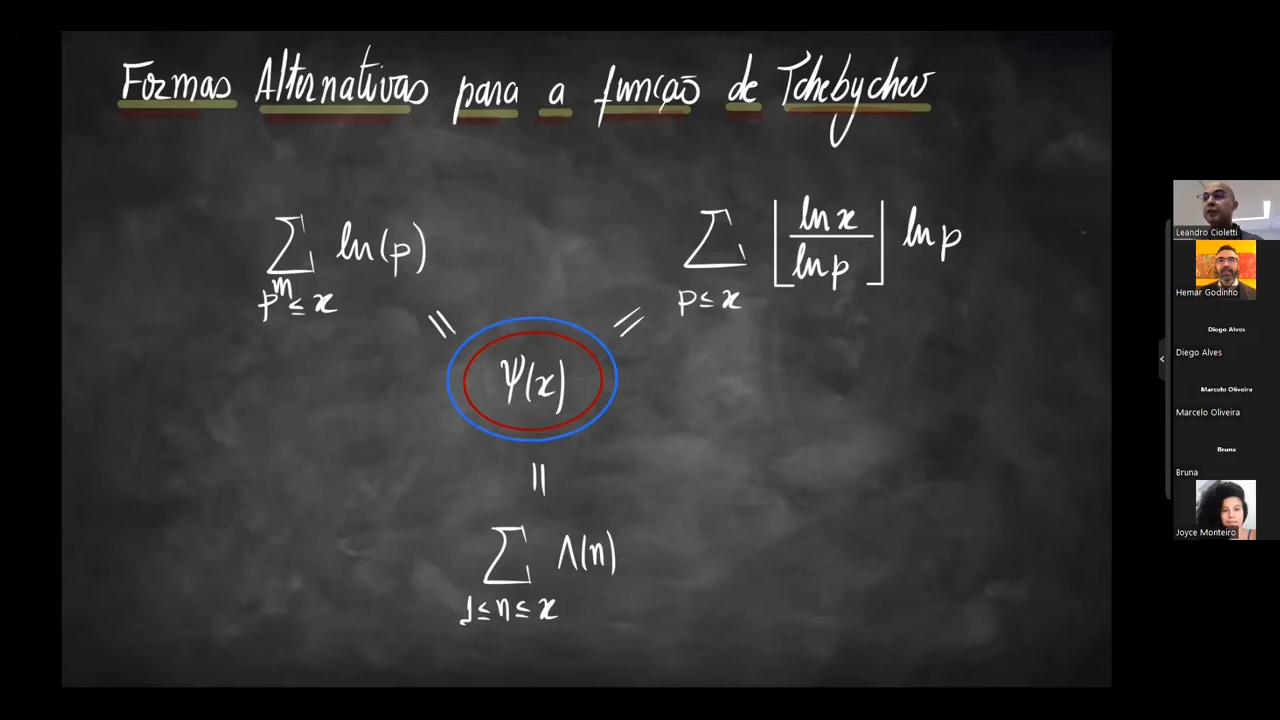 Formas Alternativas para a função de Tchebychev
∑ ln(p)
p^m ≤ x
∑ ⌊ln x / ln p⌋ ln p
p ≤ x
=
=
Ψ(x)
=
∑ Λ(n)
1 ≤ n ≤ x
Leandro Cioletti
Hemar Godinho
Diego Alves
Diego Alves
Marcelo Oliveira
Marcelo Oliveira
Bruna
Bruna
Joyce Monteiro